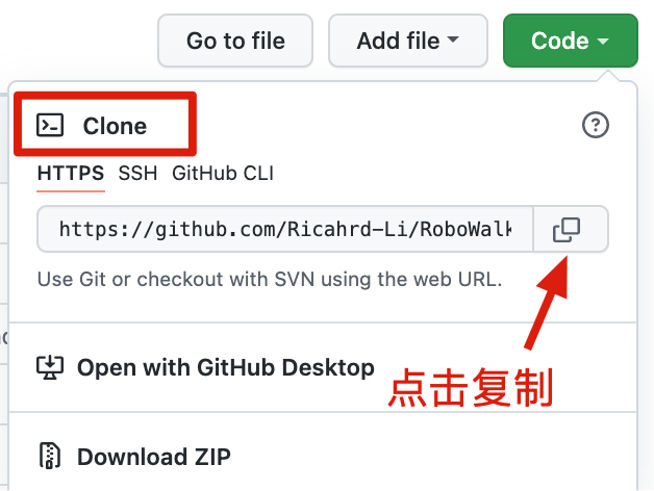 Go to file Add file Code
Clone
HTTPS SSH GitHub CLI
https://github.com/Ricahrd-Li/RoboWalk
Use Git or checkout with SVN using the web URL.
Open with GitHub Desktop
点击复制
Download ZIP